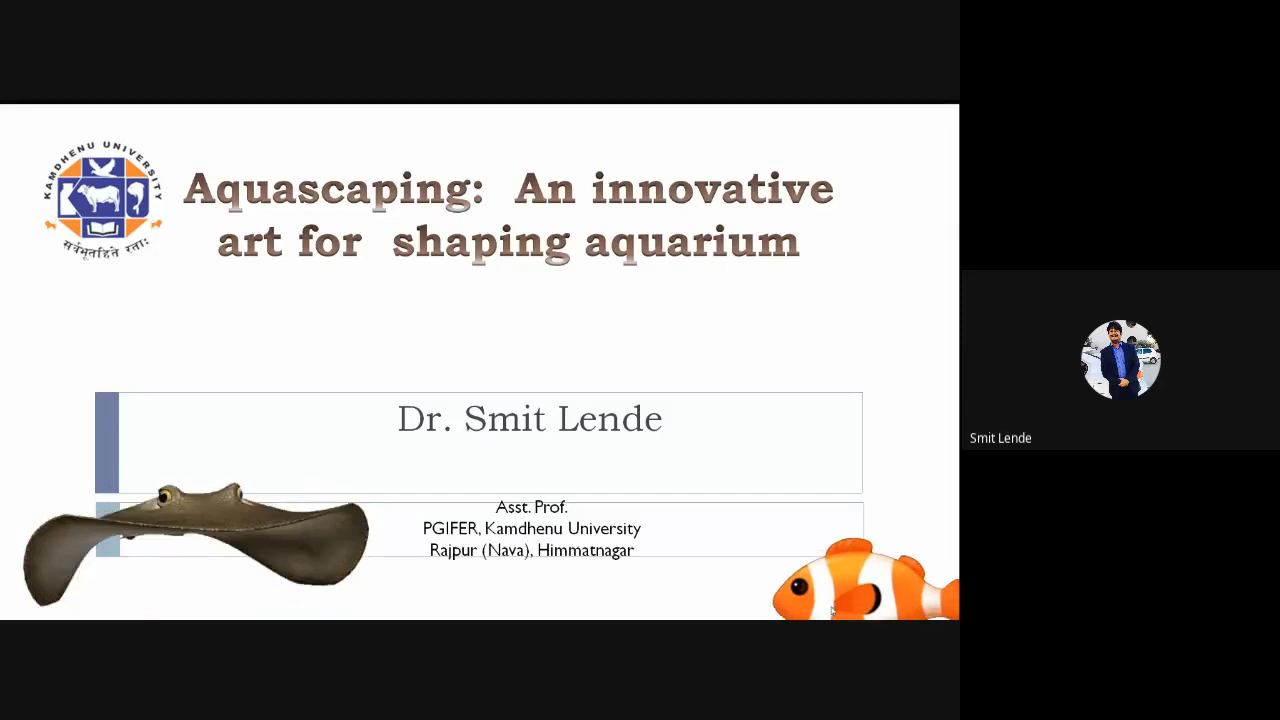 KAMDHENU UNIVERSITY
सर्वभूतहिते रताः
Aquascaping: An innovative
art for shaping aquarium
Dr. Smit Lende
Asst. Prof.
PGIFER, Kamdhenu University
Rajpur (Nava), Himmatnagar
Smit Lende